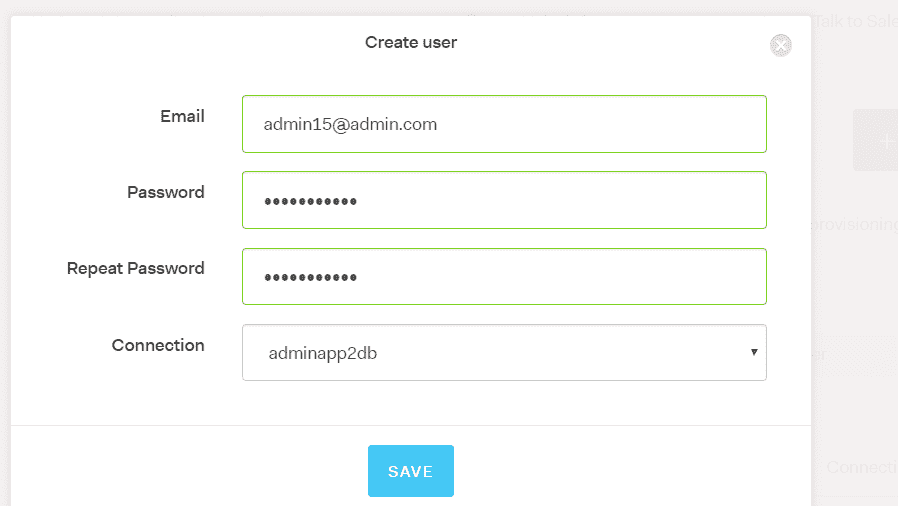 Talk to Sale
Create user
Email
admin15@admin.com
Password
•••••••••••
Repeat Password
•••••••••••
provisioning
Connection
adminapp2db
SAVE
Connecti